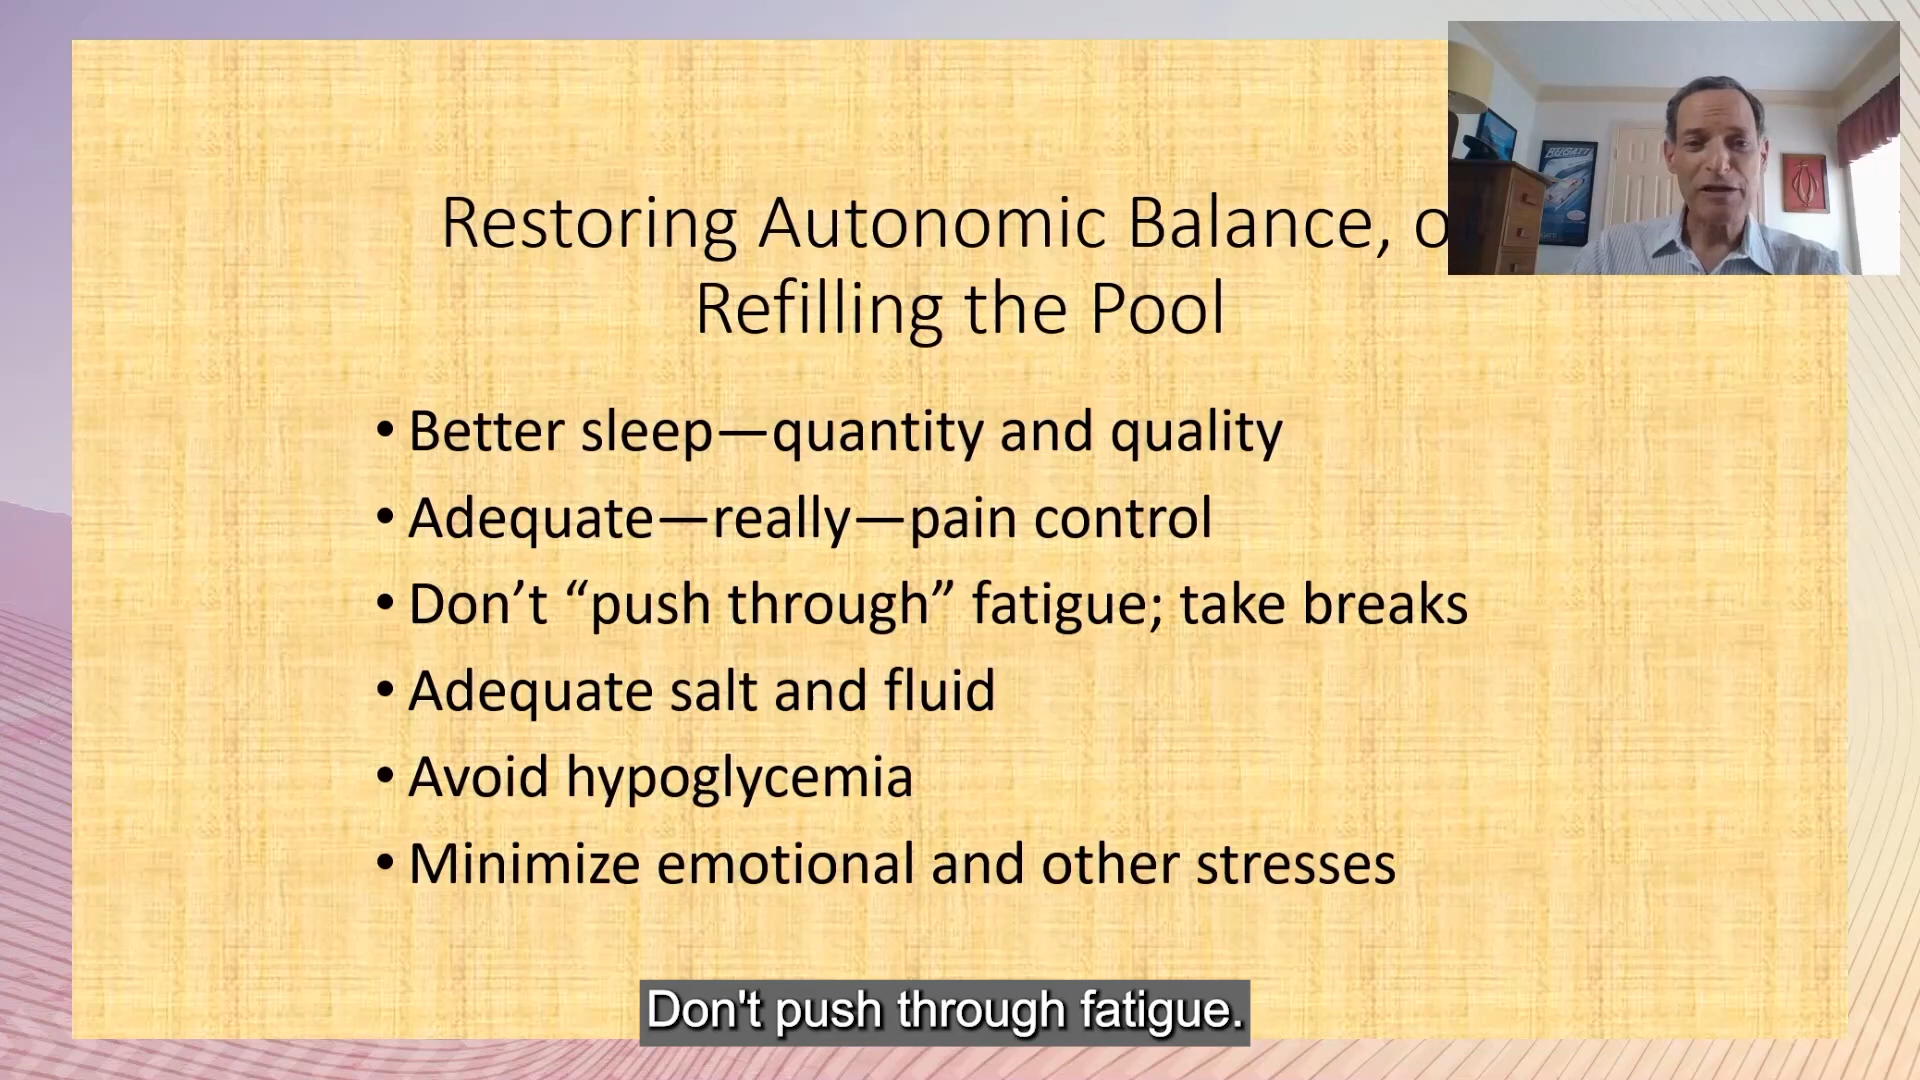 Restoring Autonomic Balance, o
Refilling the Pool
BUGATTI
• Better sleep—quantity and quality
• Adequate—really—pain control
• Don’t “push through” fatigue; take breaks
• Adequate salt and fluid
• Avoid hypoglycemia
• Minimize emotional and other stresses
Don't push through fatigue.